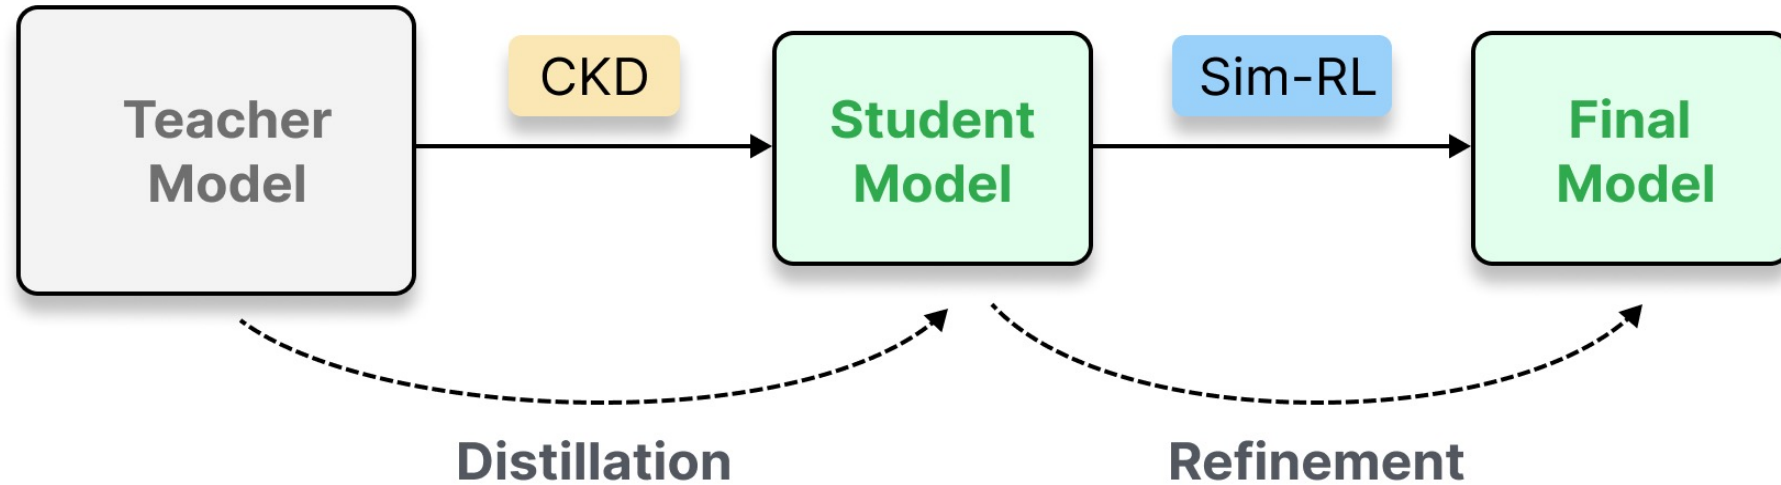 Teacher
Model
CKD
Student
Model
Sim-RL
Final
Model
Distillation
Refinement